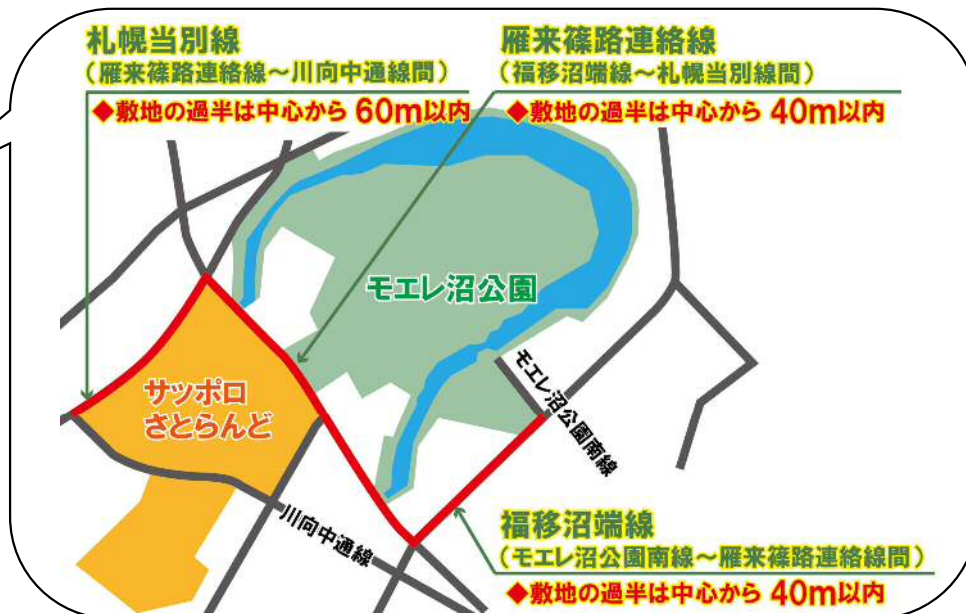 札幌当別線
(雁来篠路連絡線～川向中通線間)
◆敷地の過半は中心から 60m以内
雁来篠路連絡線
(福移沼端線～札幌当別線間)
◆敷地の過半は中心から 40m以内
モエレ沼公園
サッポロ
さとらんど
モエレ沼公園南線
川向中通線
福移沼端線
(モエレ沼公園南線～雁来篠路連絡線間)
◆敷地の過半は中心から 40m以内